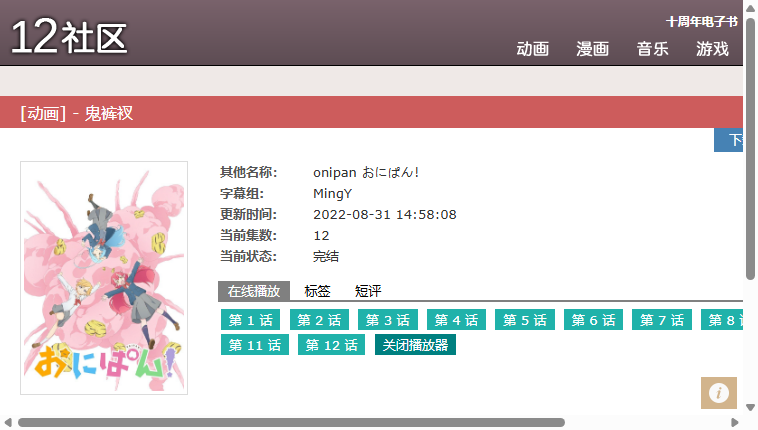 12社区
十周年电子书
动画 漫画 音乐 游戏
[动画] - 鬼裤衩
其他名称: onipan おにぱん!
字幕组: MingY
更新时间: 2022-08-31 14:58:08
当前集数: 12
当前状态: 完结
在线播放 标签 短评
第 1 话 第 2 话 第 3 话 第 4 话 第 5 话 第 6 话 第 7 话 第 8
第 11 话 第 12 话 关闭播放器
おにぱん!
i